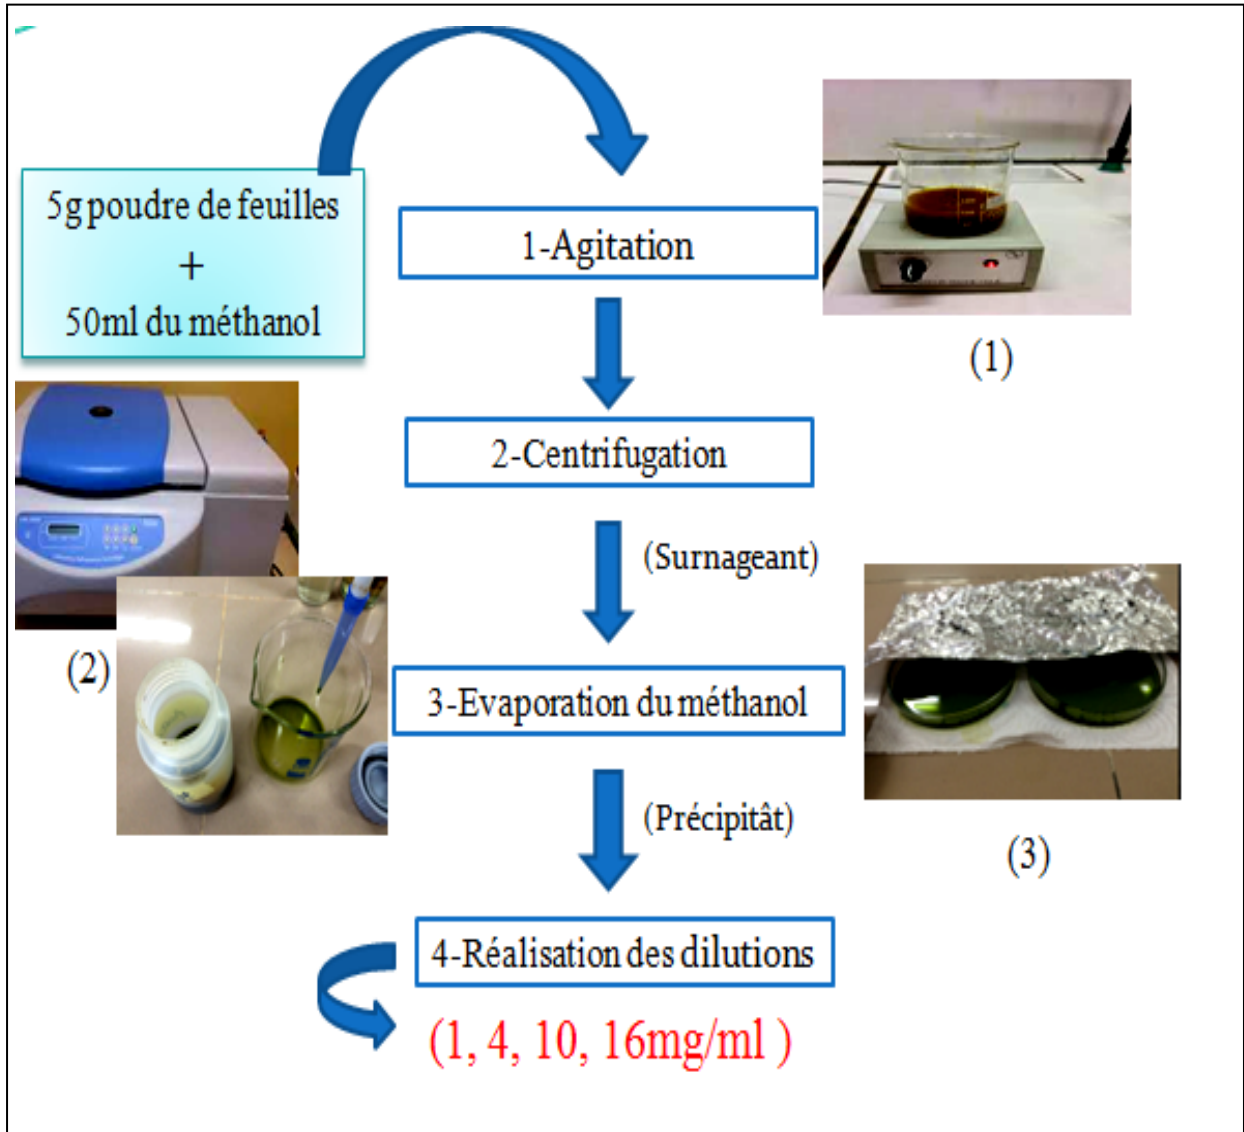 5g poudre de feuilles
+
50ml du méthanol
1-Agitation
(1)
2-Centrifugation
(Surnageant)
(2)
3-Evaporation du méthanol
(Précipitât)
(3)
4-Réalisation des dilutions
(1, 4, 10, 16mg/ml )